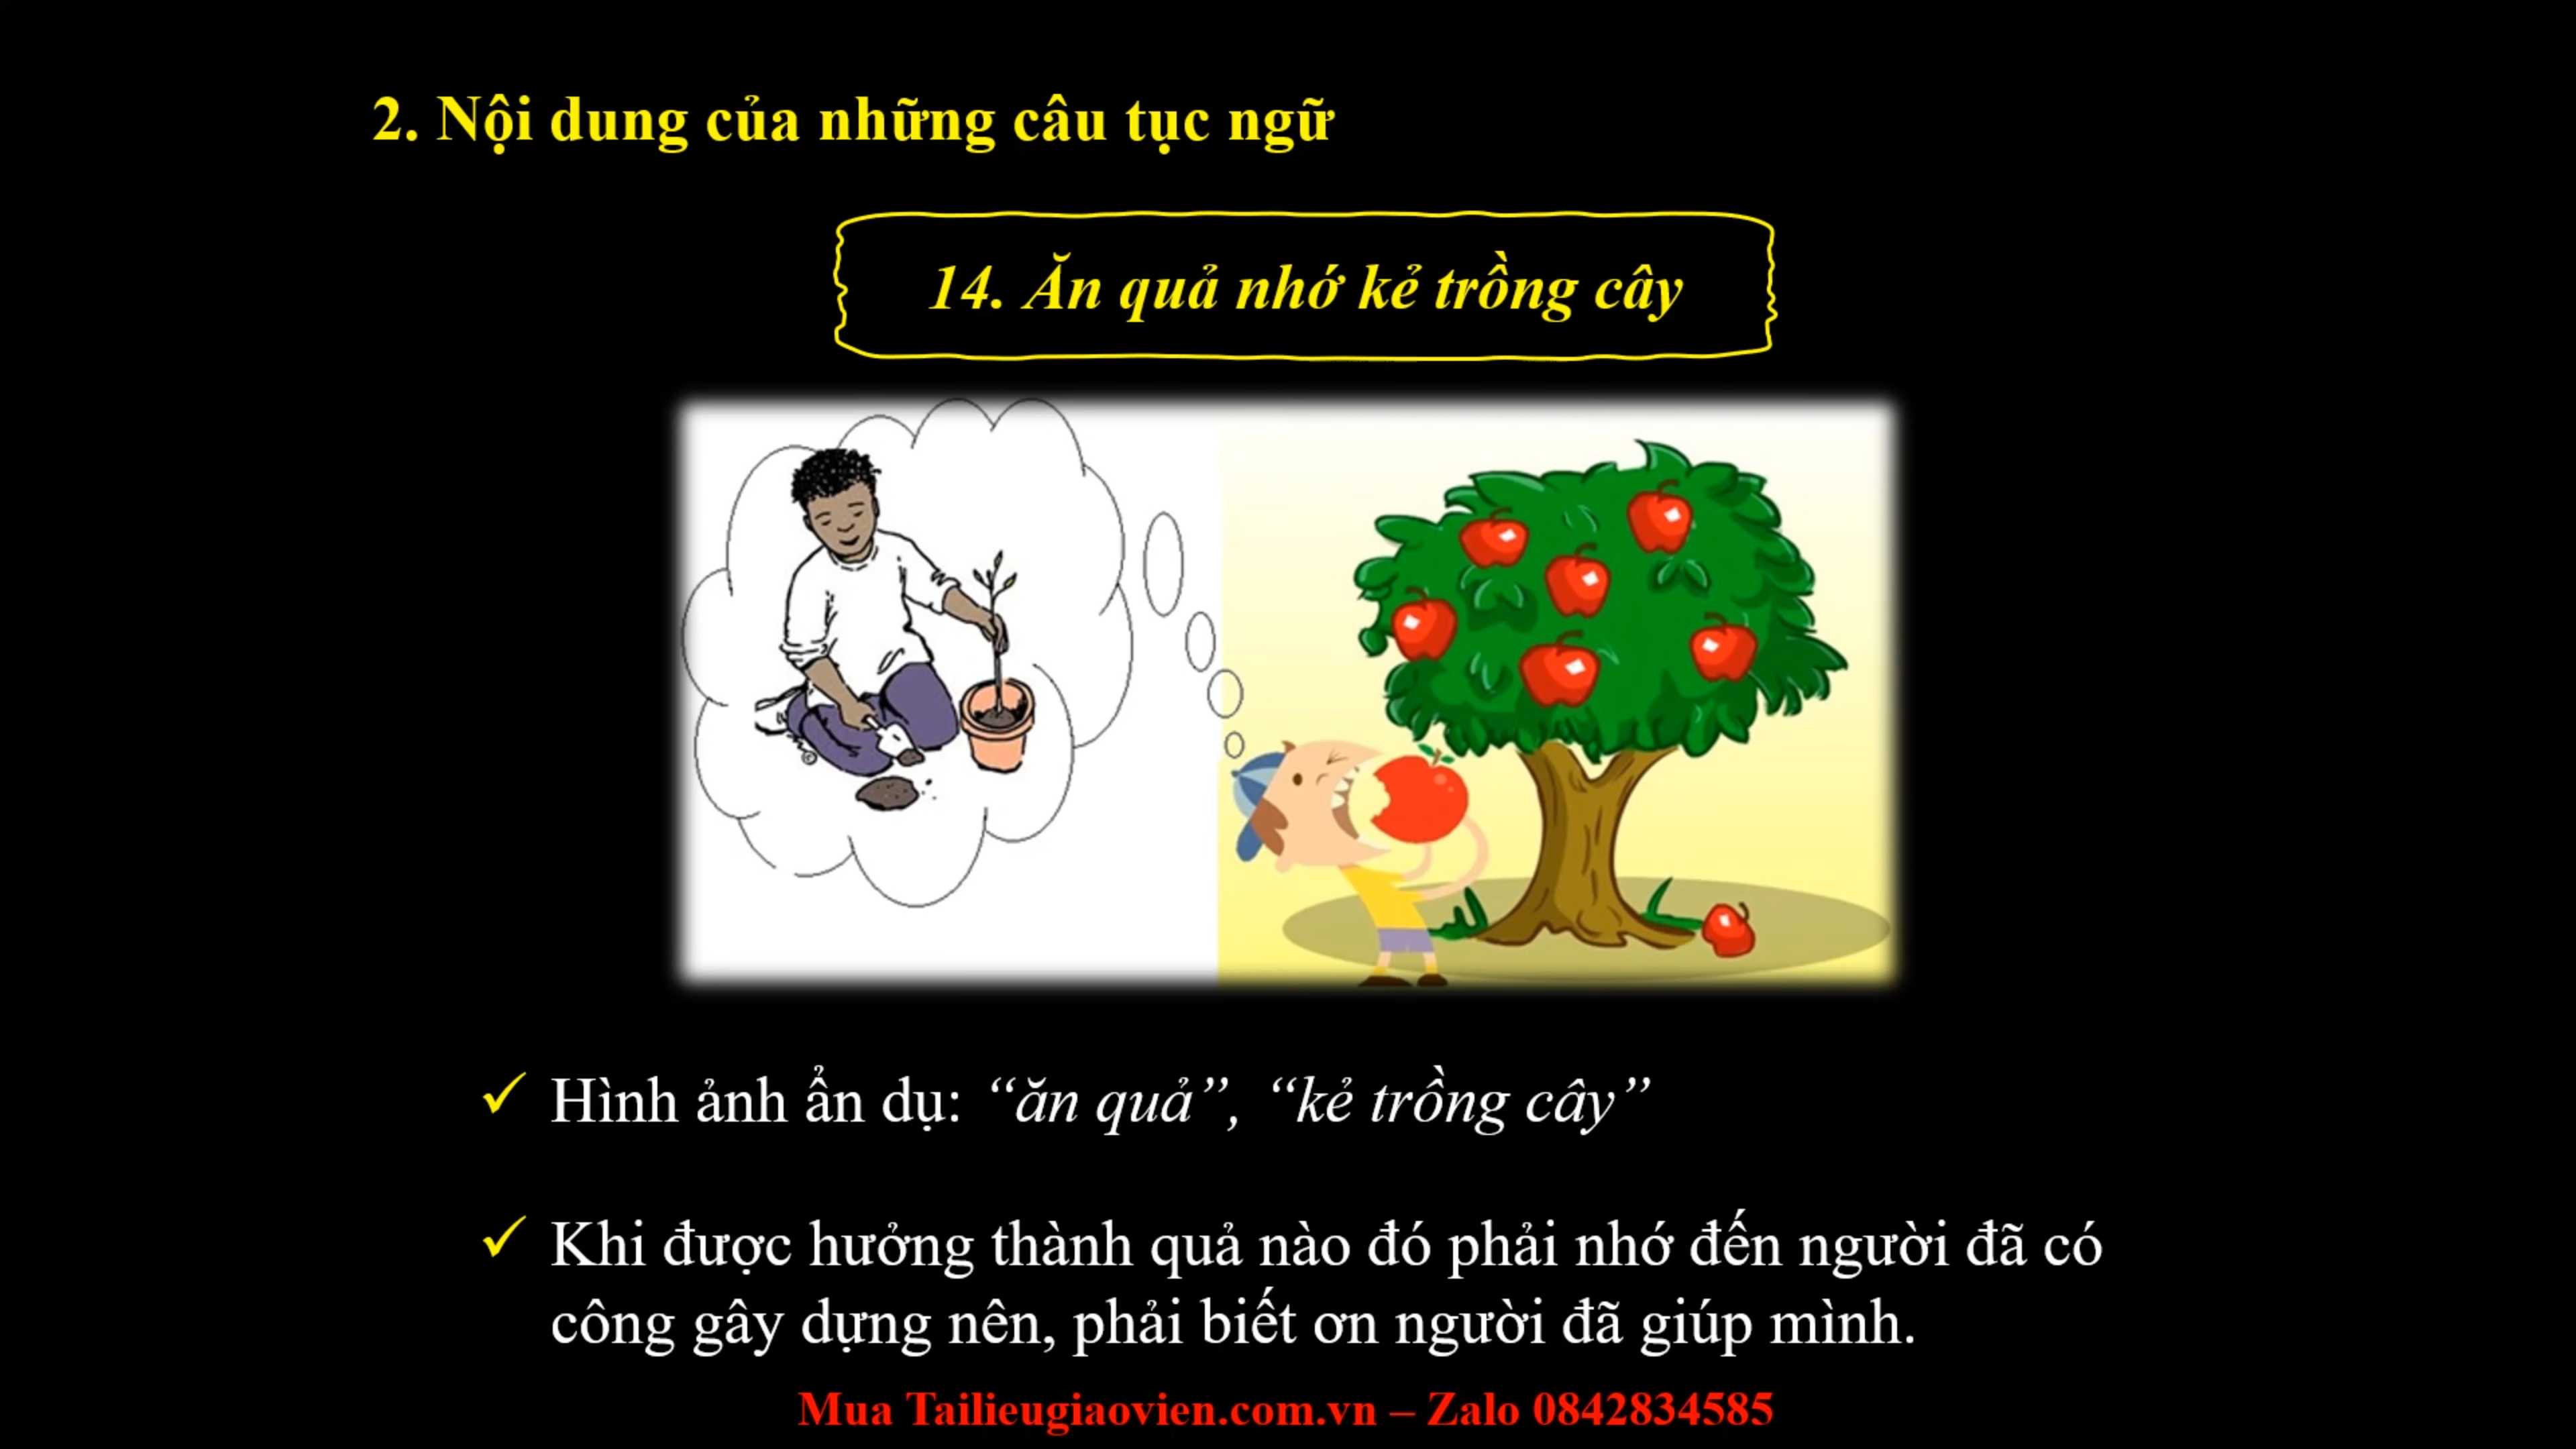 2. Nội dung của những câu tục ngữ
14. Ăn quả nhớ kẻ trồng cây
©
✓ Hình ảnh ẩn dụ: “ăn quả”, “kẻ trồng cây”
✓ Khi được hưởng thành quả nào đó phải nhớ đến người đã có
công gây dựng nên, phải biết ơn người đã giúp mình.
Mua Tailieugiaovien.com.vn – Zalo 0842834585